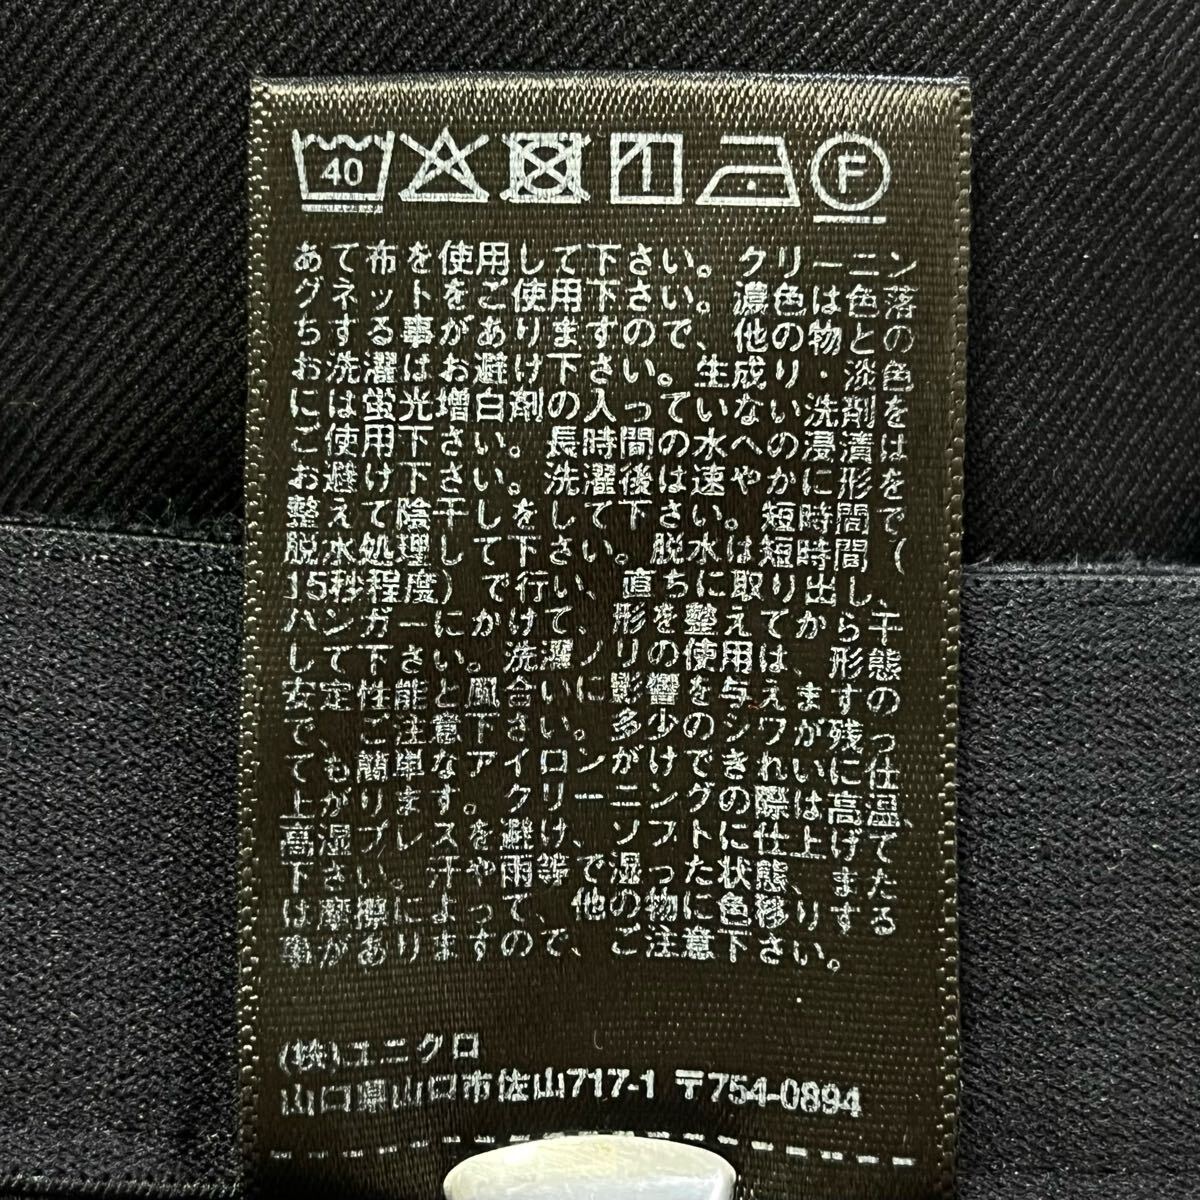 40 F
あて布を使用して下さい。クリーニン
グネットをご使用下さい。濃色は色落
ちする事がありますので、他の物との
お洗濯はお避け下さい。生成り・淡色
には蛍光増白剤の入っていない洗剤を
ご使用下さい。長時間の水への浸漬は
お避け下さい。洗濯後は速やかに形を
整えて陰干しをして下さい。短時間で
脱水処理して下さい。脱水は短時間(
15秒程度)で行い、直ちに取り出し、
ハンガーにかけて、形を整えてから干
して下さい。洗濯ノリの使用は、形態
安定性能と風合いに影響を与えますの
で、ご注意下さい。多少のシワが残っ
ても簡単なアイロンがけできれいに仕
上がります。クリーニングの際は高温、
高湿プレスを避け、ソフトに仕上げて
下さい。汗や雨等で湿った状態、また
は摩擦によって、他の物に色移りする
事がありますので、ご注意下さい。
(株)ユニクロ
山口県山口市佐山717-1 〒754-0894